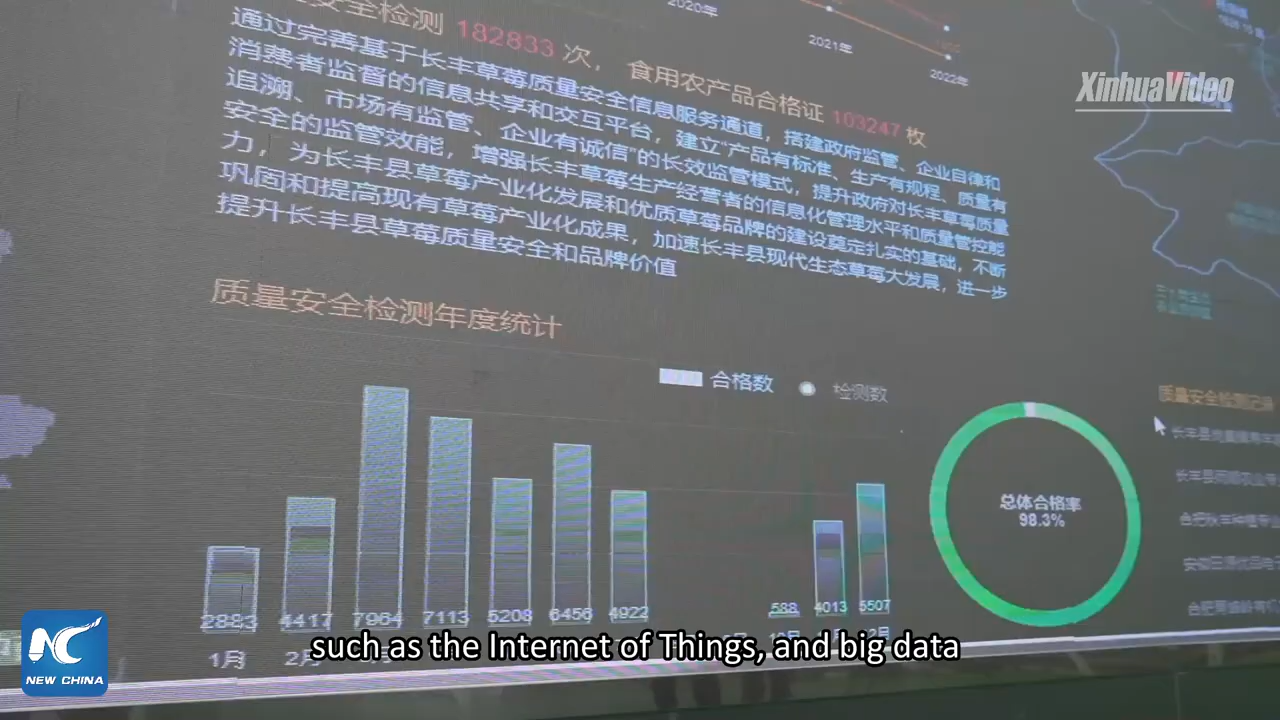 2020年
2021年
2022年
XinhuaVideo
安全检测 182833 次， 食用农产品合格证 103247 枚
通过完善基于长丰草莓质量安全信息服务通道，搭建政府监管、企业自律和
消费者监督的信息共享和交互平台，建立“产品有标准、生产有规程、质量有
追溯、市场有监管、企业有诚信”的长效监管模式，提升政府对长丰草莓质量
安全的监管效能，增强长丰草莓生产经营者的信息化管理水平和质量管控能
力，为长丰县草莓产业化发展和优质草莓品牌的建设奠定扎实的基础，不断
巩固和提高现有草莓产业化成果，加速长丰县现代生态草莓大发展，进一步
提升长丰县草莓质量安全和品牌价值
质量安全检测年度统计
合格数 检测数
总体合格率
98.3%
质量安全检测记录
2883 4417 7964 7113 5208 6456 4922 588 4013 5507
1月 2月
such as the Internet of Things, and big data
NEW CHINA